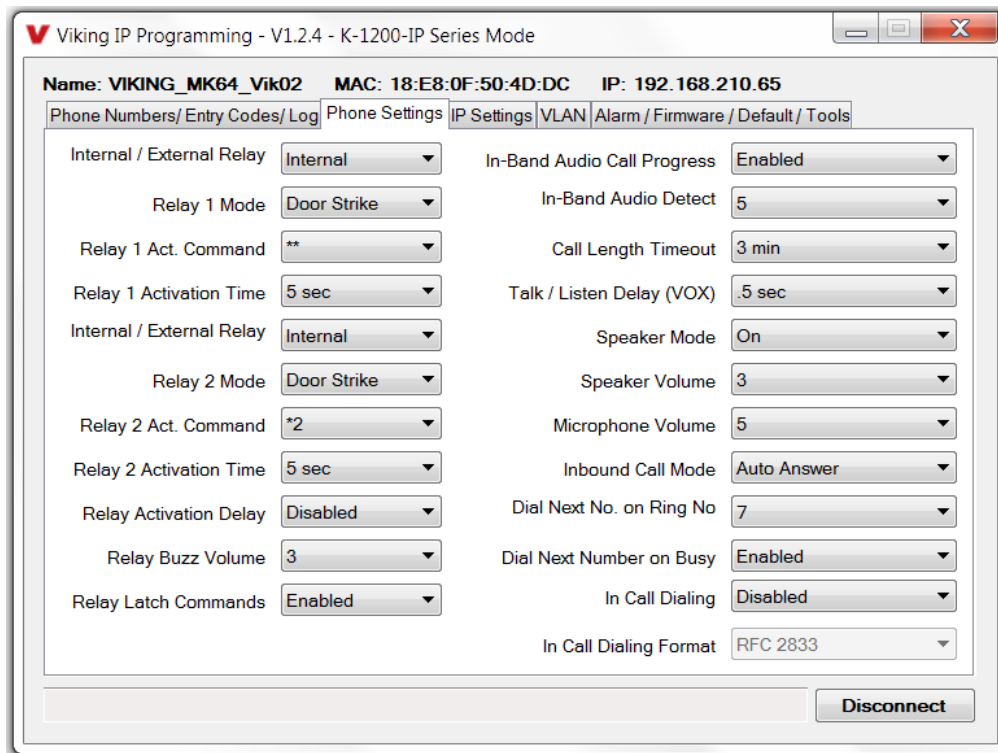 Viking IP Programming - V1.2.4 - K-1200-IP Series Mode
Name: VIKING_MK64_Vik02 MAC: 18:E8:0F:50:4D:DC IP: 192.168.210.65
Phone Numbers/ Entry Codes/ Log Phone Settings IP Settings VLAN Alarm / Firmware / Default / Tools
Internal / External Relay Internal
Relay 1 Mode Door Strike
Relay 1 Act. Command **
Relay 1 Activation Time 5 sec
Internal / External Relay Internal
Relay 2 Mode Door Strike
Relay 2 Act. Command *2
Relay 2 Activation Time 5 sec
Relay Activation Delay Disabled
Relay Buzz Volume 3
Relay Latch Commands Enabled
In-Band Audio Call Progress Enabled
In-Band Audio Detect 5
Call Length Timeout 3 min
Talk / Listen Delay (VOX) .5 sec
Speaker Mode On
Speaker Volume 3
Microphone Volume 5
Inbound Call Mode Auto Answer
Dial Next No. on Ring No 7
Dial Next Number on Busy Enabled
In Call Dialing Disabled
In Call Dialing Format RFC 2833
Disconnect